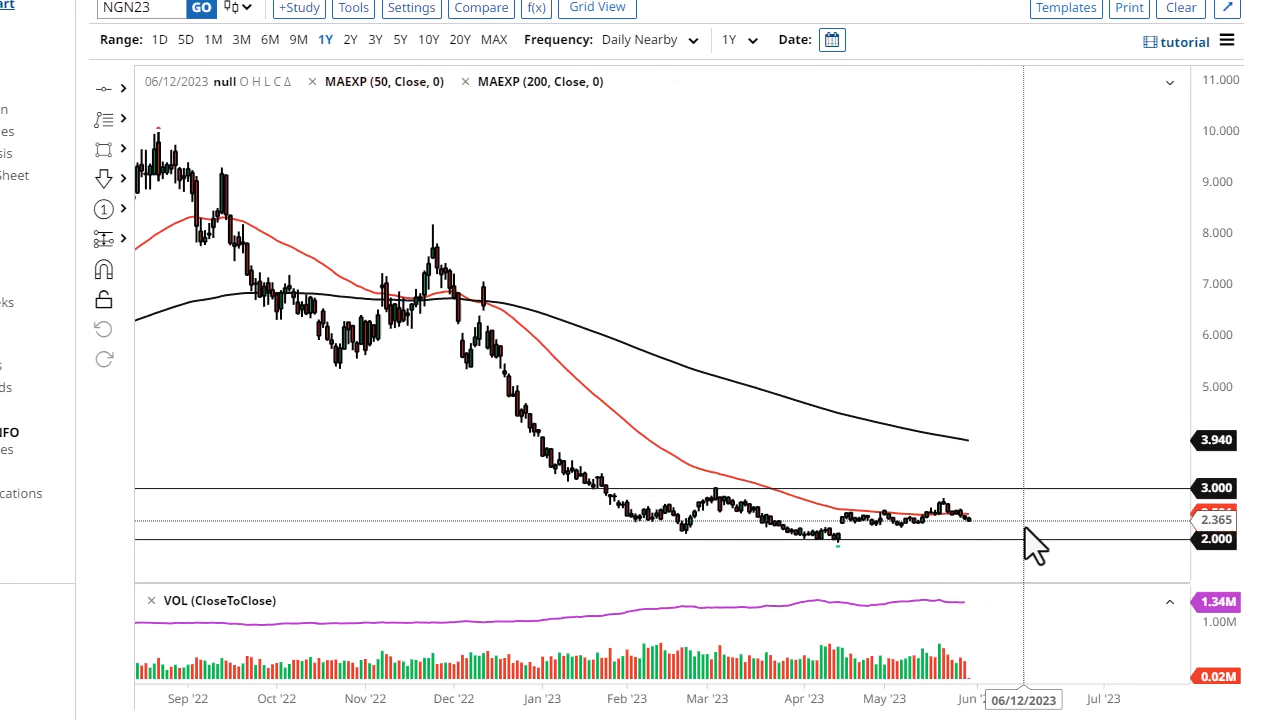 art
NGN23 GO +Study Tools Settings Compare f(x) Grid View Templates Print Clear
Range: 1D 5D 1M 3M 6M 9M 1Y 2Y 3Y 5Y 10Y 20Y MAX Frequency: Daily Nearby 1Y Date: tutorial
06/12/2023 null O H L C Δ × MAEXP (50, Close, 0) × MAEXP (200, Close, 0)
11.000
10.000
9.000
8.000
7.000
6.000
5.000
3.940
3.000
2.365
2.000
1
n
es
sis
Sheet
eks
s
ds
NFO
es
cations
× VOL (CloseToClose)
1.34M
1.00M
0.02M
Sep '22 Oct '22 Nov '22 Dec '22 Jan '23 Feb '23 Mar '23 Apr '23 May '23 Jun '2 06/12/2023 Jul '23